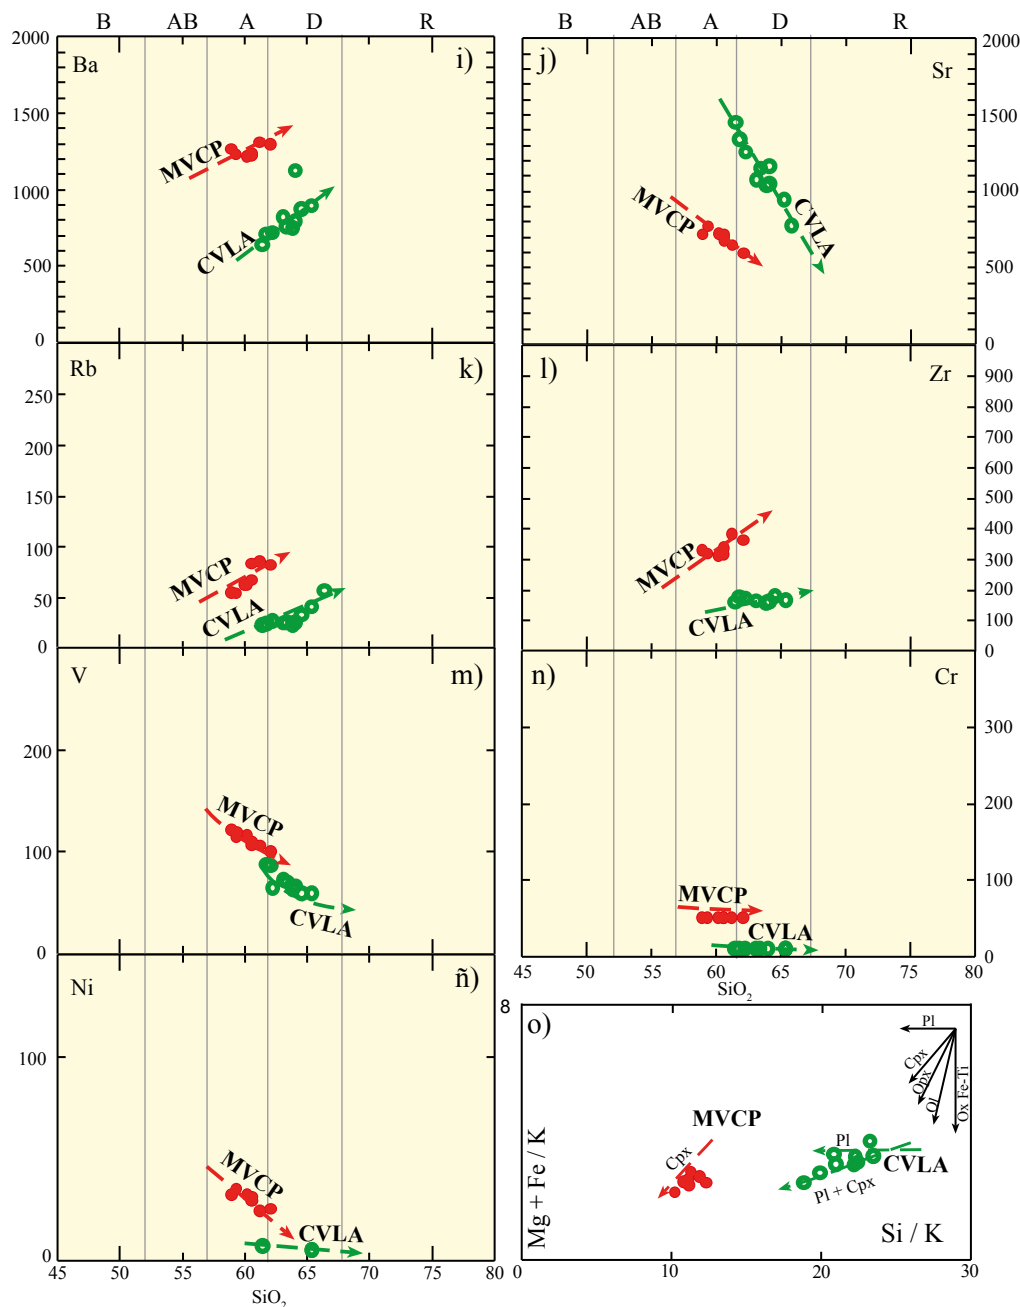 B AB A D R
B AB A D R
2000
1500
1000
500
0
Ba
i)
MVCP
CVLA
j)
Sr
2000
1500
1000
500
0
MVCP
CVLA
Rb
k)
250
200
150
100
50
0
MVCP
CVLA
l)
Zr
900
800
700
600
500
400
300
200
100
0
MVCP
CVLA
V
m)
200
100
0
MVCP
CVLA
n)
Cr
300
200
100
0
MVCP
CVLA
45 50 55 60 65 70 75 80
SiO₂
Ni
ñ)
100
0
MVCP
CVLA
45 50 55 60 65 70 75 80
SiO₂
8
o)
Mg + Fe / K
Pl
Cpx
Opx
Ol
Ox Fe-Ti
MVCP
Cpx
Pl
CVLA
Pl + Cpx
Si / K
0 10 20 30